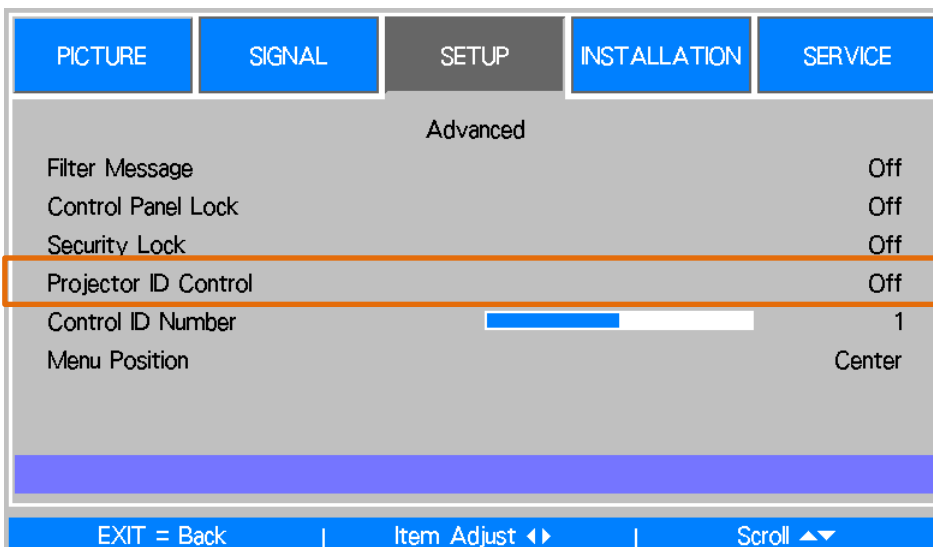 PICTURE SIGNAL SETUP INSTALLATION SERVICE
Advanced
Filter Message Off
Control Panel Lock Off
Security Lock Off
Projector ID Control Off
Control ID Number 1
Menu Position Center
EXIT = Back | Item Adjust ◀▶ | Scroll ▲▼